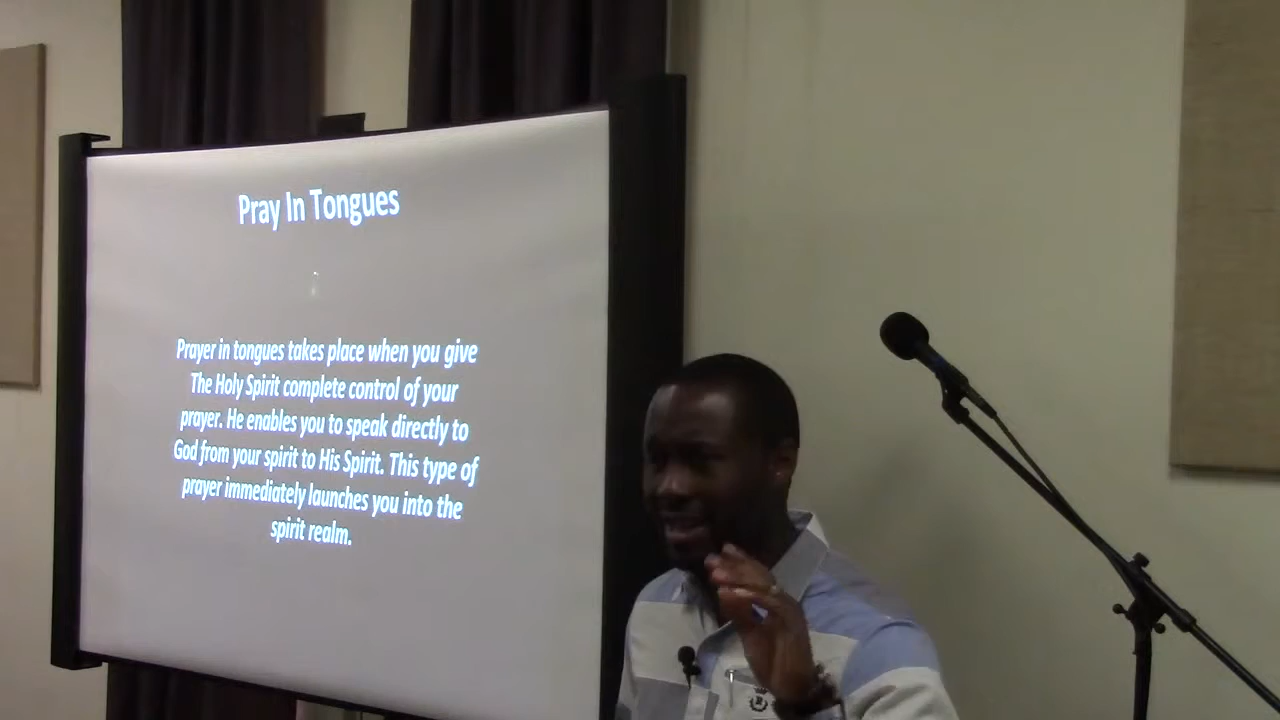 Pray In Tongues
Prayer in tongues takes place when you give
The Holy Spirit complete control of your
prayer. He enables you to speak directly to
God from your spirit to His Spirit. This type of
prayer immediately launches you into the
spirit realm.